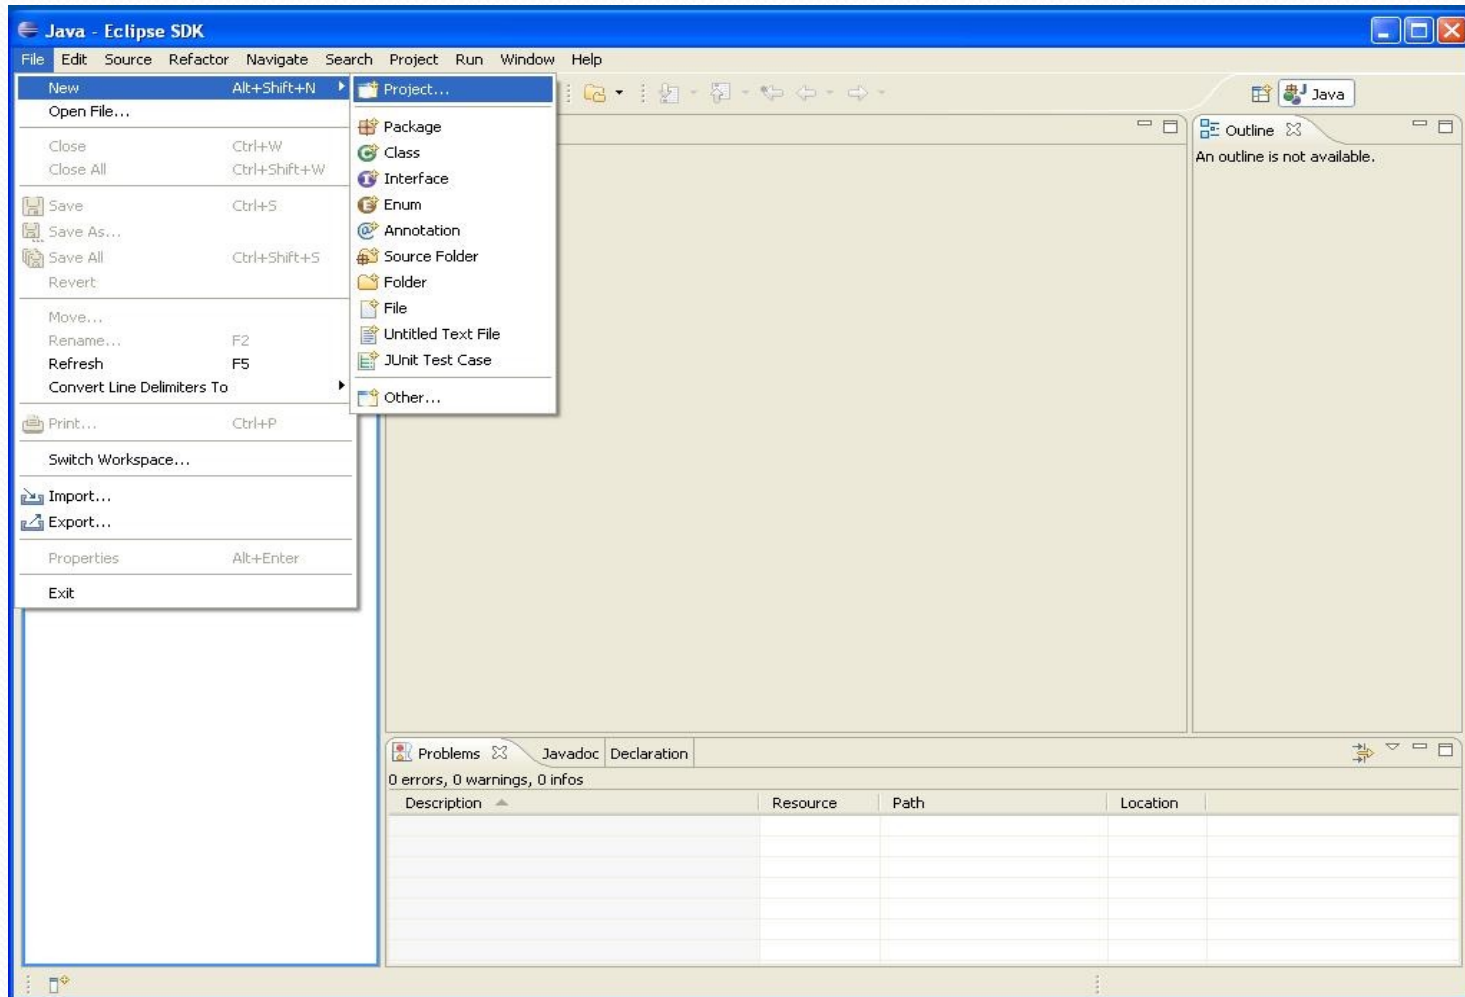 Java - Eclipse SDK
File Edit Source Refactor Navigate Search Project Run Window Help
New Alt+Shift+N
Open File...
Close Ctrl+W
Close All Ctrl+Shift+W
Save Ctrl+S
Save As...
Save All Ctrl+Shift+S
Revert
Move...
Rename... F2
Refresh F5
Convert Line Delimiters To
Print... Ctrl+P
Switch Workspace...
Import...
Export...
Properties Alt+Enter
Exit
Project...
Package
Class
Interface
Enum
Annotation
Source Folder
Folder
File
Untitled Text File
JUnit Test Case
Other...
Java
Outline
An outline is not available.
Problems Javadoc Declaration
0 errors, 0 warnings, 0 infos
Description Resource Path Location